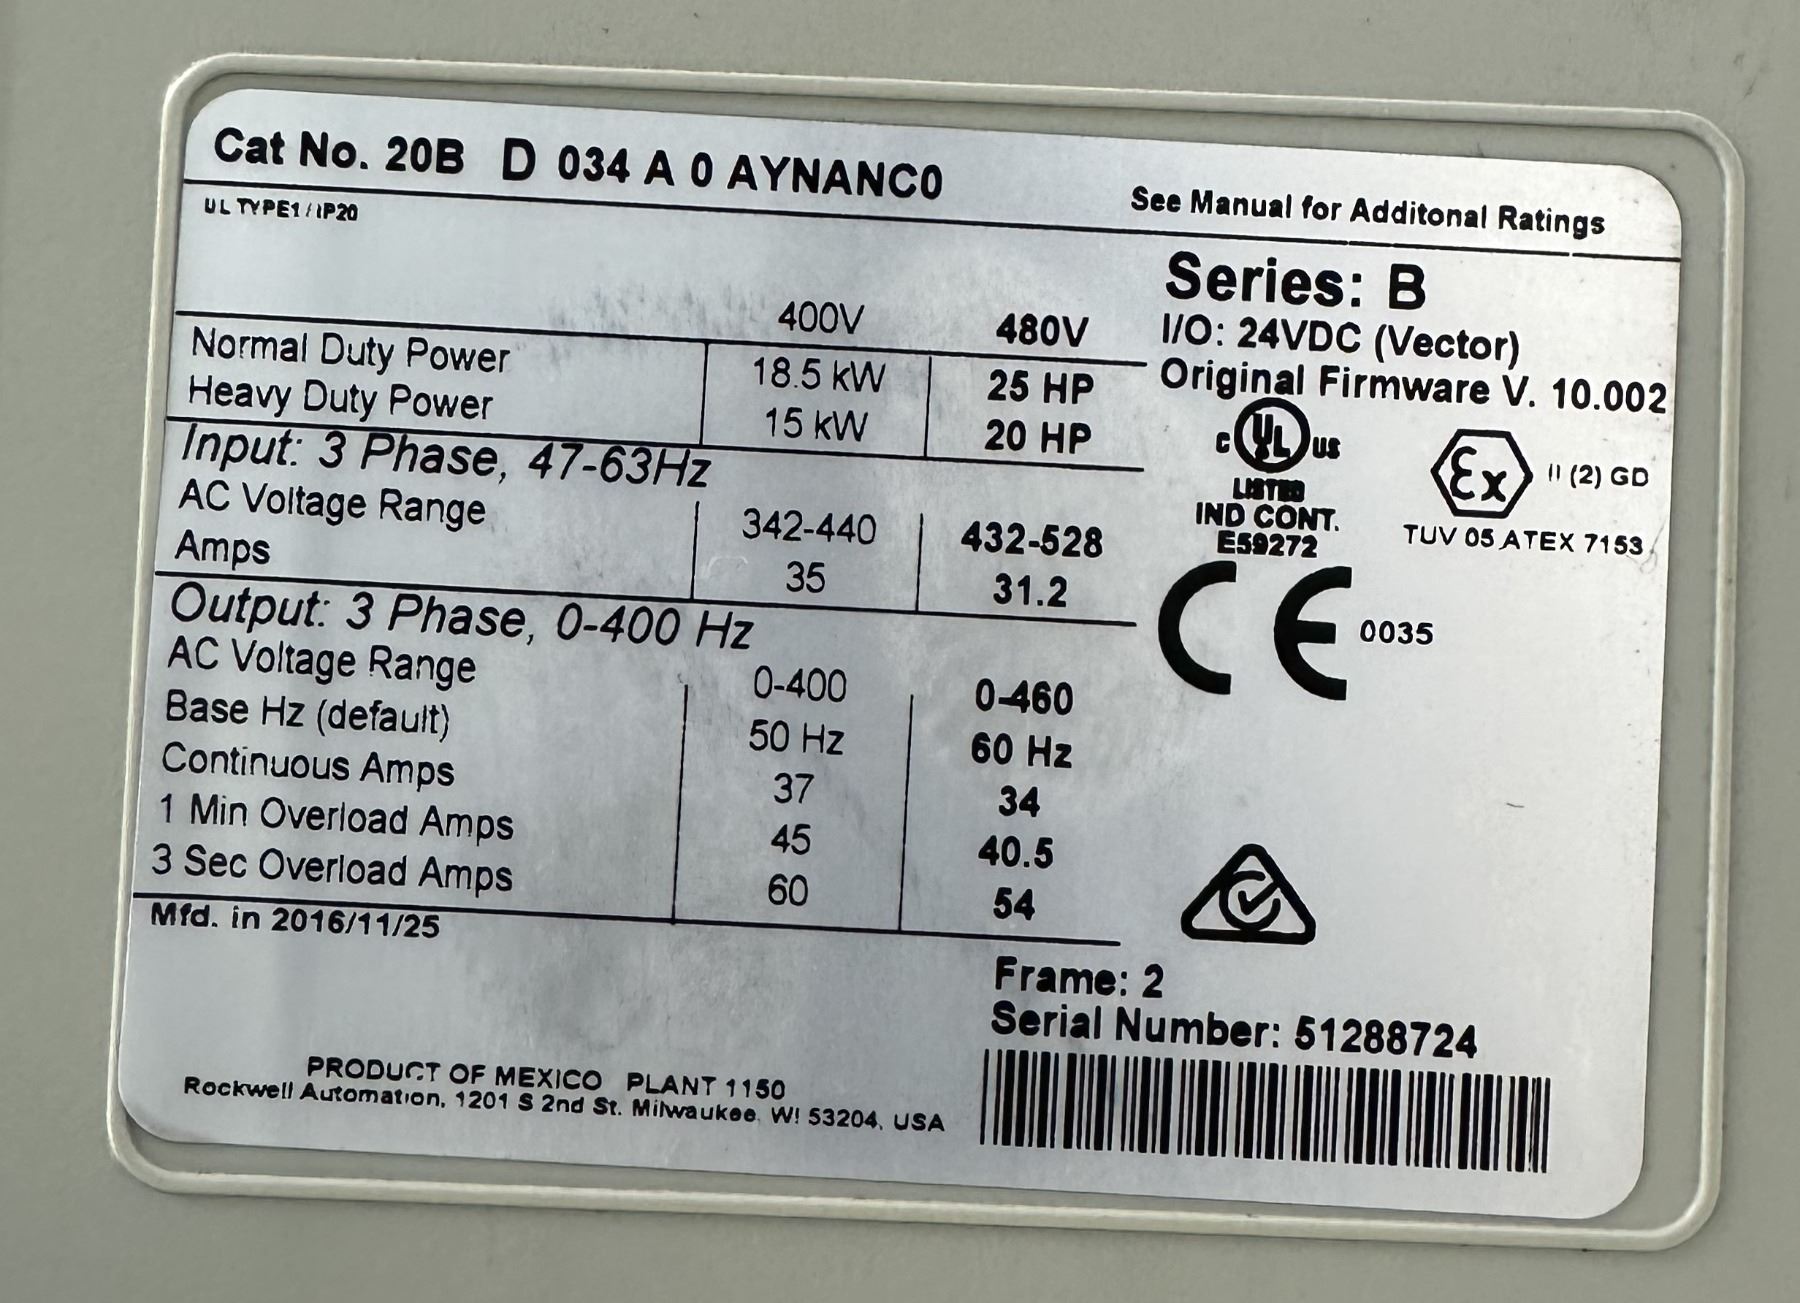 Cat No. 20B D 034 A 0 AYNANC0
UL TYPE1/IP20
See Manual for Additonal Ratings
Series: B
I/O: 24VDC (Vector)
Original Firmware V. 10.002
400V 480V
Normal Duty Power 18.5 kW 25 HP
Heavy Duty Power 15 kW 20 HP
Input: 3 Phase, 47-63Hz
AC Voltage Range 342-440 432-528
Amps 35 31.2
Output: 3 Phase, 0-400 Hz
AC Voltage Range 0-400 0-460
Base Hz (default) 50 Hz 60 Hz
Continuous Amps 37 34
1 Min Overload Amps 45 40.5
3 Sec Overload Amps 60 54
Mfd. in 2016/11/25
C UL US
LISTED
IND CONT.
E59272
Ex II (2) GD
TUV 05 ATEX 7153
CE 0035
Frame: 2
Serial Number: 51288724
PRODUCT OF MEXICO PLANT 1150
Rockwell Automation, 1201 S 2nd St. Milwaukee, WI 53204, USA